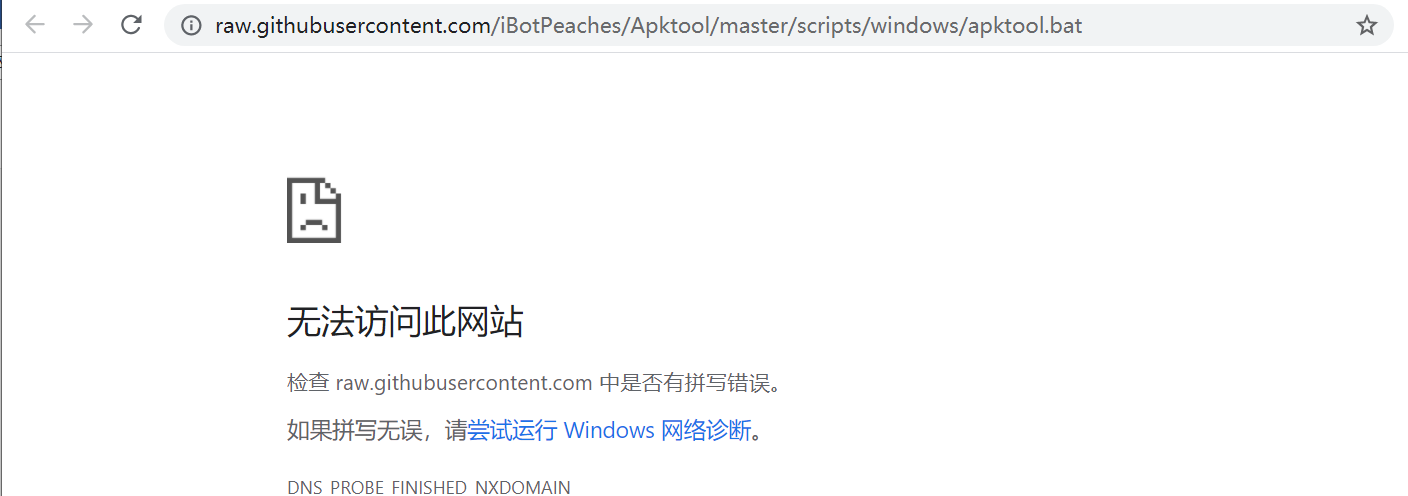 raw.githubusercontent.com/iBotPeaches/Apktool/master/scripts/windows/apktool.bat
无法访问此网站
检查 raw.githubusercontent.com 中是否有拼写错误。
如果拼写无误，请尝试运行 Windows 网络诊断。
DNS_PROBE_FINISHED_NXDOMAIN